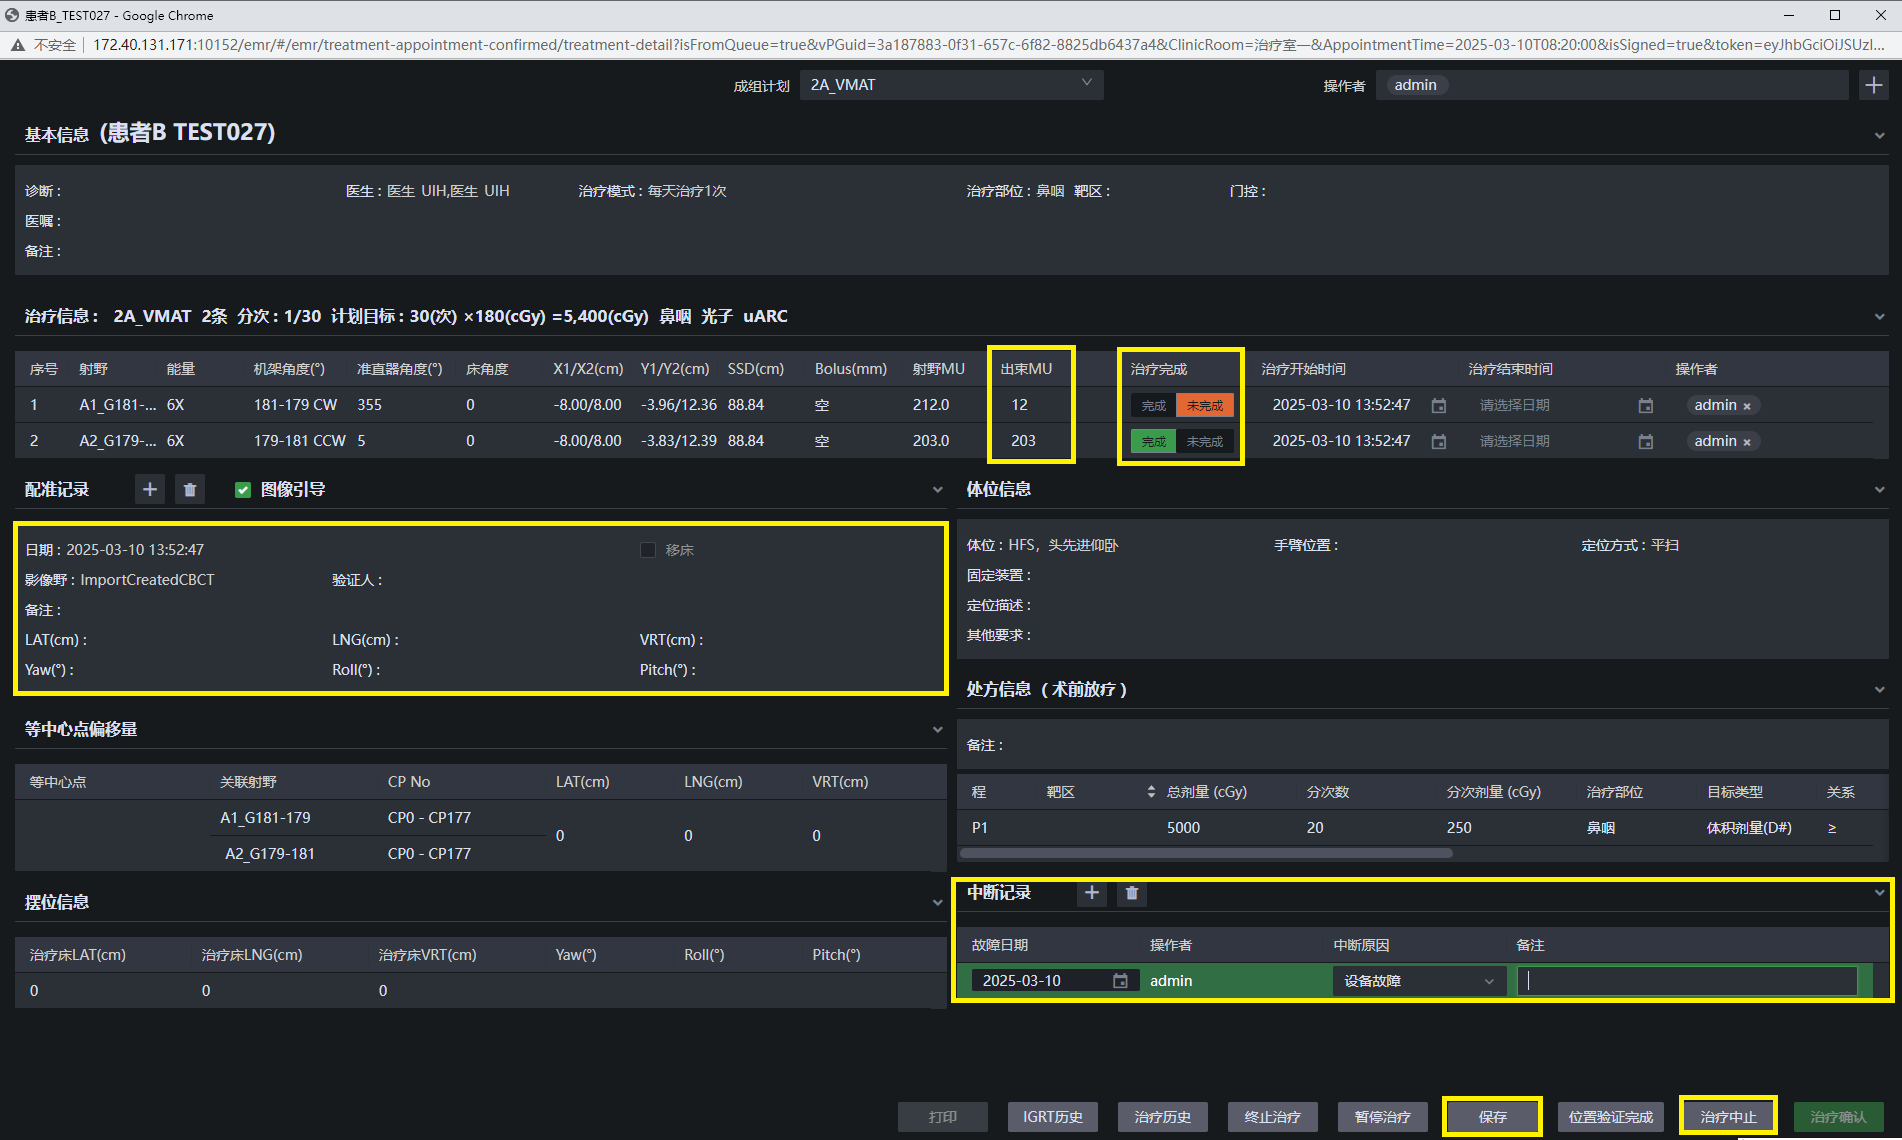 患者B_TEST027 - Google Chrome
不安全 172.40.131.171:10152/emr/#/emr/treatment-appointment-confirmed/treatment-detail?isFromQueue=true&vPGuid=3a187883-0f31-657c-6f82-8825db6437a4&ClinicRoom=治疗室一&AppointmentTime=2025-03-10T08:20:00&isSigned=true&token=eyJhbGciOiJSUzI...
成组计划 2A_VMAT 操作者 admin
基本信息 (患者B TEST027)
诊断： 医生：医生 UIH,医生 UIH 治疗模式：每天治疗1次 治疗部位：鼻咽 靶区： 门控：
医嘱：
备注：
治疗信息： 2A_VMAT 2条 分次：1/30 计划目标：30(次) ×180(cGy) =5,400(cGy) 鼻咽 光子 uARC
序号 射野 能量 机架角度(°) 准直器角度(°) 床角度 X1/X2(cm) Y1/Y2(cm) SSD(cm) Bolus(mm) 射野MU 出束MU 治疗完成 治疗开始时间 治疗结束时间 操作者
1 A1_G181-... 6X 181-179 CW 355 0 -8.00/8.00 -3.96/12.36 88.84 空 212.0 12 完成 未完成 2025-03-10 13:52:47 请选择日期 admin ×
2 A2_G179-... 6X 179-181 CCW 5 0 -8.00/8.00 -3.83/12.39 88.84 空 203.0 203 完成 未完成 2025-03-10 13:52:47 请选择日期 admin ×
配准记录 图像引导
日期：2025-03-10 13:52:47 移床
影像野：ImportCreatedCBCT 验证人：
备注：
LAT(cm)： LNG(cm)： VRT(cm)：
Yaw(°)： Roll(°)： Pitch(°)：
体位信息
体位：HFS，头先进仰卧 手臂位置： 定位方式：平扫
固定装置：
定位描述：
其他要求：
处方信息 （术前放疗）
备注：
程 靶区 总剂量 (cGy) 分次数 分次剂量 (cGy) 治疗部位 目标类型 关系
P1 5000 20 250 鼻咽 体积剂量(D#) ≥
等中心点偏移量
等中心点 关联射野 CP No LAT(cm) LNG(cm) VRT(cm)
A1_G181-179 CP0 - CP177
0 0 0
A2_G179-181 CP0 - CP177
摆位信息
治疗床LAT(cm) 治疗床LNG(cm) 治疗床VRT(cm) Yaw(°) Roll(°) Pitch(°)
0 0 0
中断记录
故障日期 操作者 中断原因 备注
2025-03-10 admin 设备故障
打印 IGRT历史 治疗历史 终止治疗 暂停治疗 保存 位置验证完成 治疗中止 治疗确认